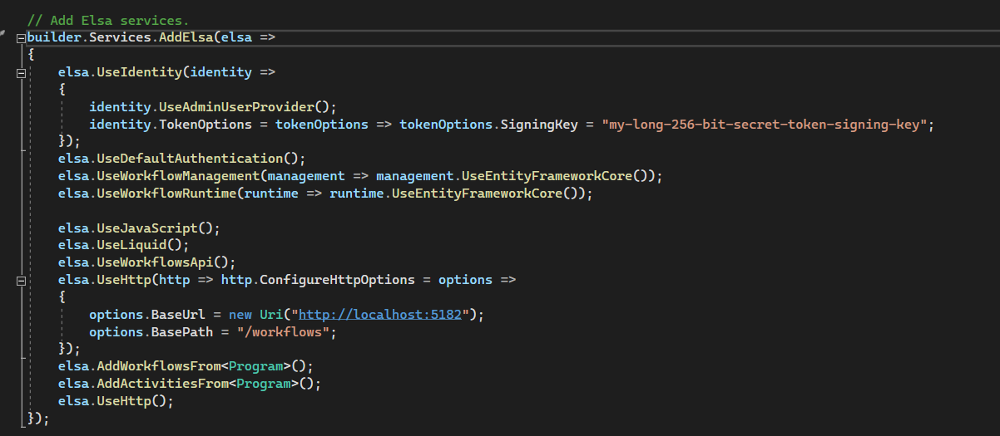 // Add Elsa services.
builder.Services.AddElsa(elsa =>
{
    elsa.UseIdentity(identity =>
    {
        identity.UseAdminUserProvider();
        identity.TokenOptions = tokenOptions => tokenOptions.SigningKey = "my-long-256-bit-secret-token-signing-key";
    });
    elsa.UseDefaultAuthentication();
    elsa.UseWorkflowManagement(management => management.UseEntityFrameworkCore());
    elsa.UseWorkflowRuntime(runtime => runtime.UseEntityFrameworkCore());

    elsa.UseJavaScript();
    elsa.UseLiquid();
    elsa.UseWorkflowsApi();
    elsa.UseHttp(http => http.ConfigureHttpOptions = options =>
    {
        options.BaseUrl = new Uri("http://localhost:5182");
        options.BasePath = "/workflows";
    });
    elsa.AddWorkflowsFrom<Program>();
    elsa.AddActivitiesFrom<Program>();
    elsa.UseHttp();
});